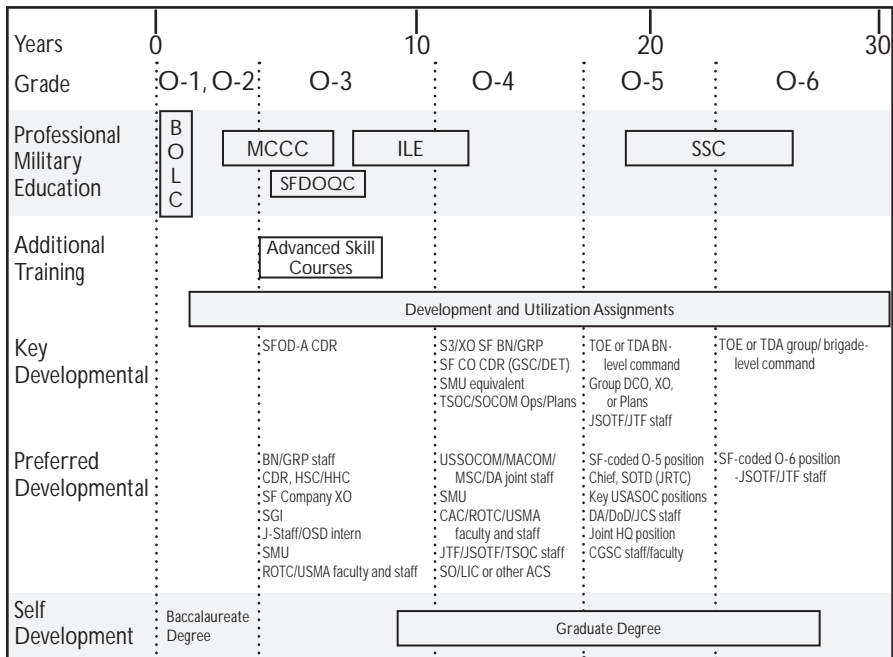 Years 0 10 20 30
Grade O-1, O-2 O-3 O-4 O-5 O-6
Professional
Military
Education
B
O
L
C
MCCC
ILE
SSC
SFDOQC
Additional
Training
Advanced Skill
Courses
Development and Utilization Assignments
Key
Developmental
SFOD-A CDR
S3/XO SF BN/GRP
SF CO CDR (GSC/DET)
SMU equivalent
TSOC/SOCOM Ops/Plans
TOE or TDA BN-
level command
Group DCO, XO,
or Plans
JSOTF/JTF staff
TOE or TDA group/ brigade-
level command
Preferred
Developmental
BN/GRP staff
CDR, HSC/HHC
SF Company XO
SGI
J-Staff/OSD intern
SMU
ROTC/USMA faculty and staff
USSOCOM/MACOM/
MSC/DA joint staff
SMU
CAC/ROTC/USMA
faculty and staff
JTF/JSOTF/TSOC staff
SO/LIC or other ACS
SF-coded O-5 position
Chief, SOTD (JRTC)
Key USASOC positions
DA/DoD/JCS staff
Joint HQ position
CGSC staff/faculty
SF-coded O-6 position
-JSOTF/JTF staff
Self
Development
Baccalaureate
Degree
Graduate Degree